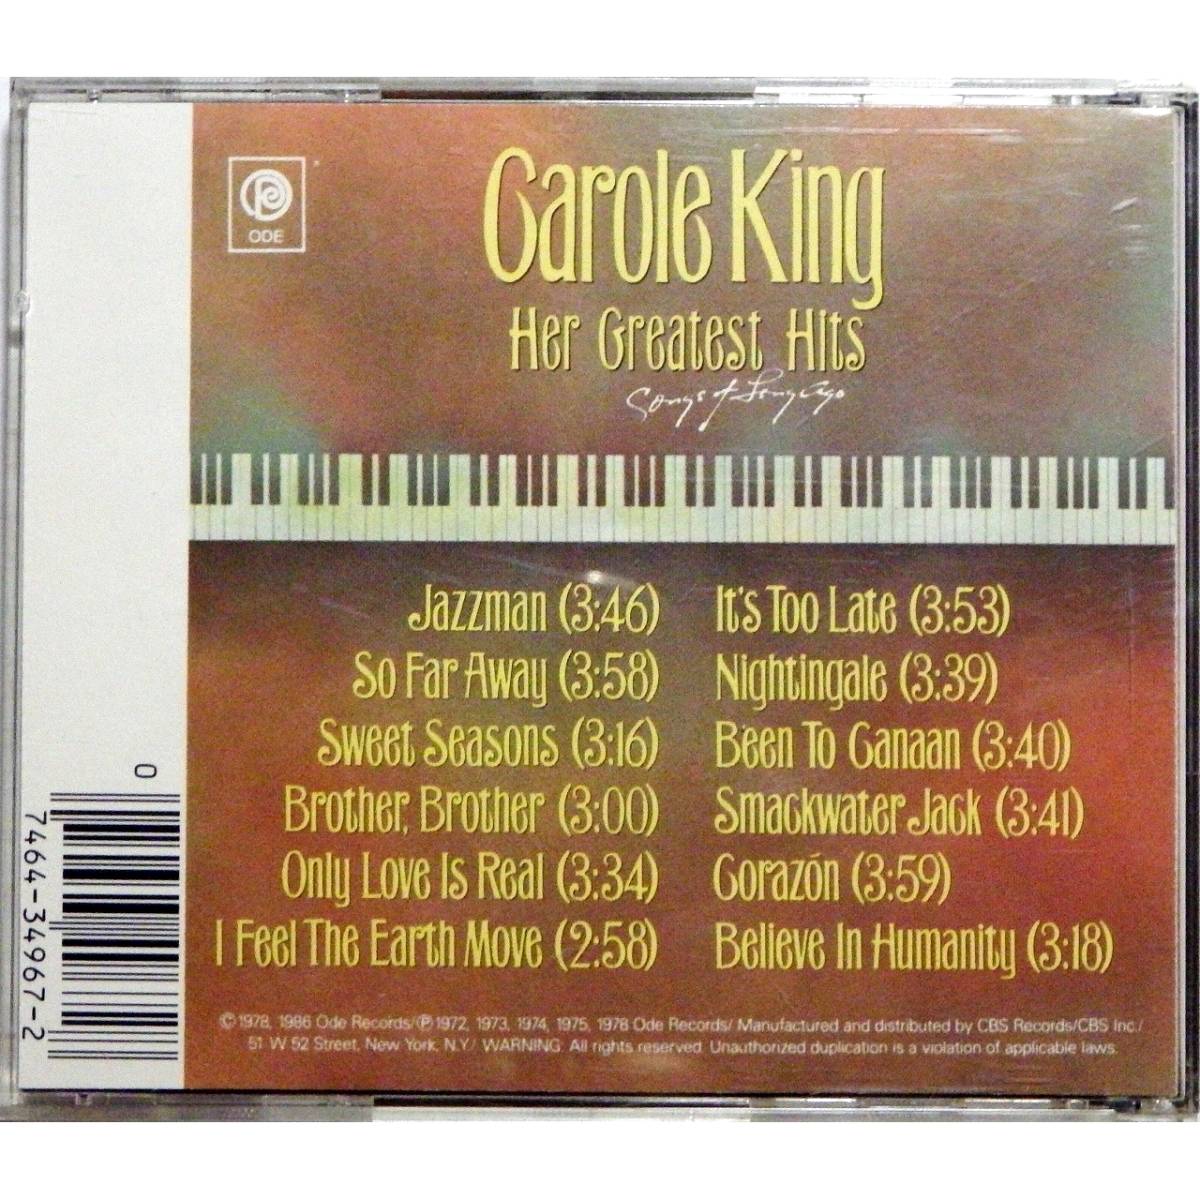 ODE
Carole King
Her Greatest Hits
Songs of Long Ago
Jazzman (3:46)
So Far Away (3:58)
Sweet Seasons (3:16)
Brother, Brother (3:00)
Only Love Is Real (3:34)
I Feel The Earth Move (2:58)
It's Too Late (3:53)
Nightingale (3:39)
Been To Canaan (3:40)
Smackwater Jack (3:41)
Corazón (3:59)
Believe In Humanity (3:18)
© 1978, 1986 Ode Records/℗ 1972, 1973, 1974, 1975, 1978 Ode Records/ Manufactured and distributed by CBS Records/CBS Inc./
51 W 52 Street, New York, N.Y./ WARNING: All rights reserved. Unauthorized duplication is a violation of applicable laws.
0
7464-34967-2